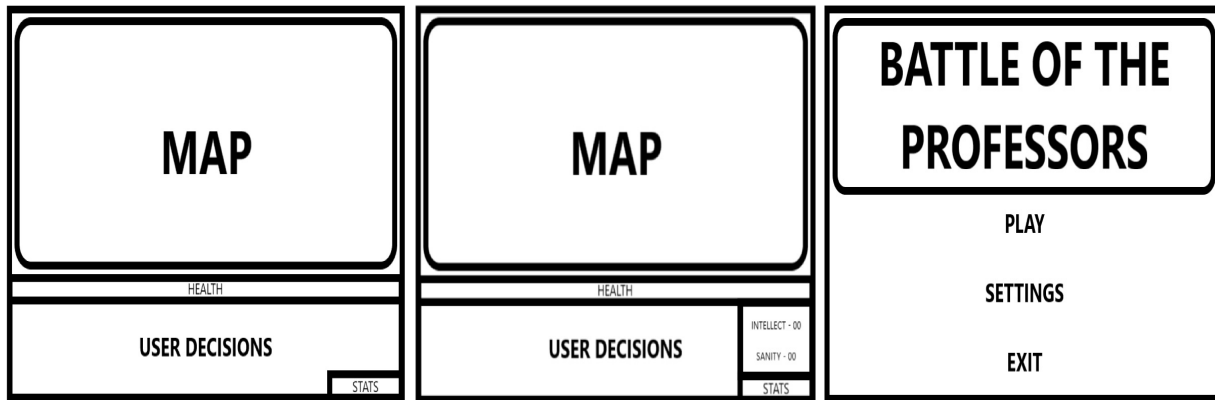 MAP
HEALTH
USER DECISIONS
STATS
MAP
HEALTH
USER DECISIONS
INTELLECT - 00
SANITY - 00
STATS
BATTLE OF THE
PROFESSORS
PLAY
SETTINGS
EXIT